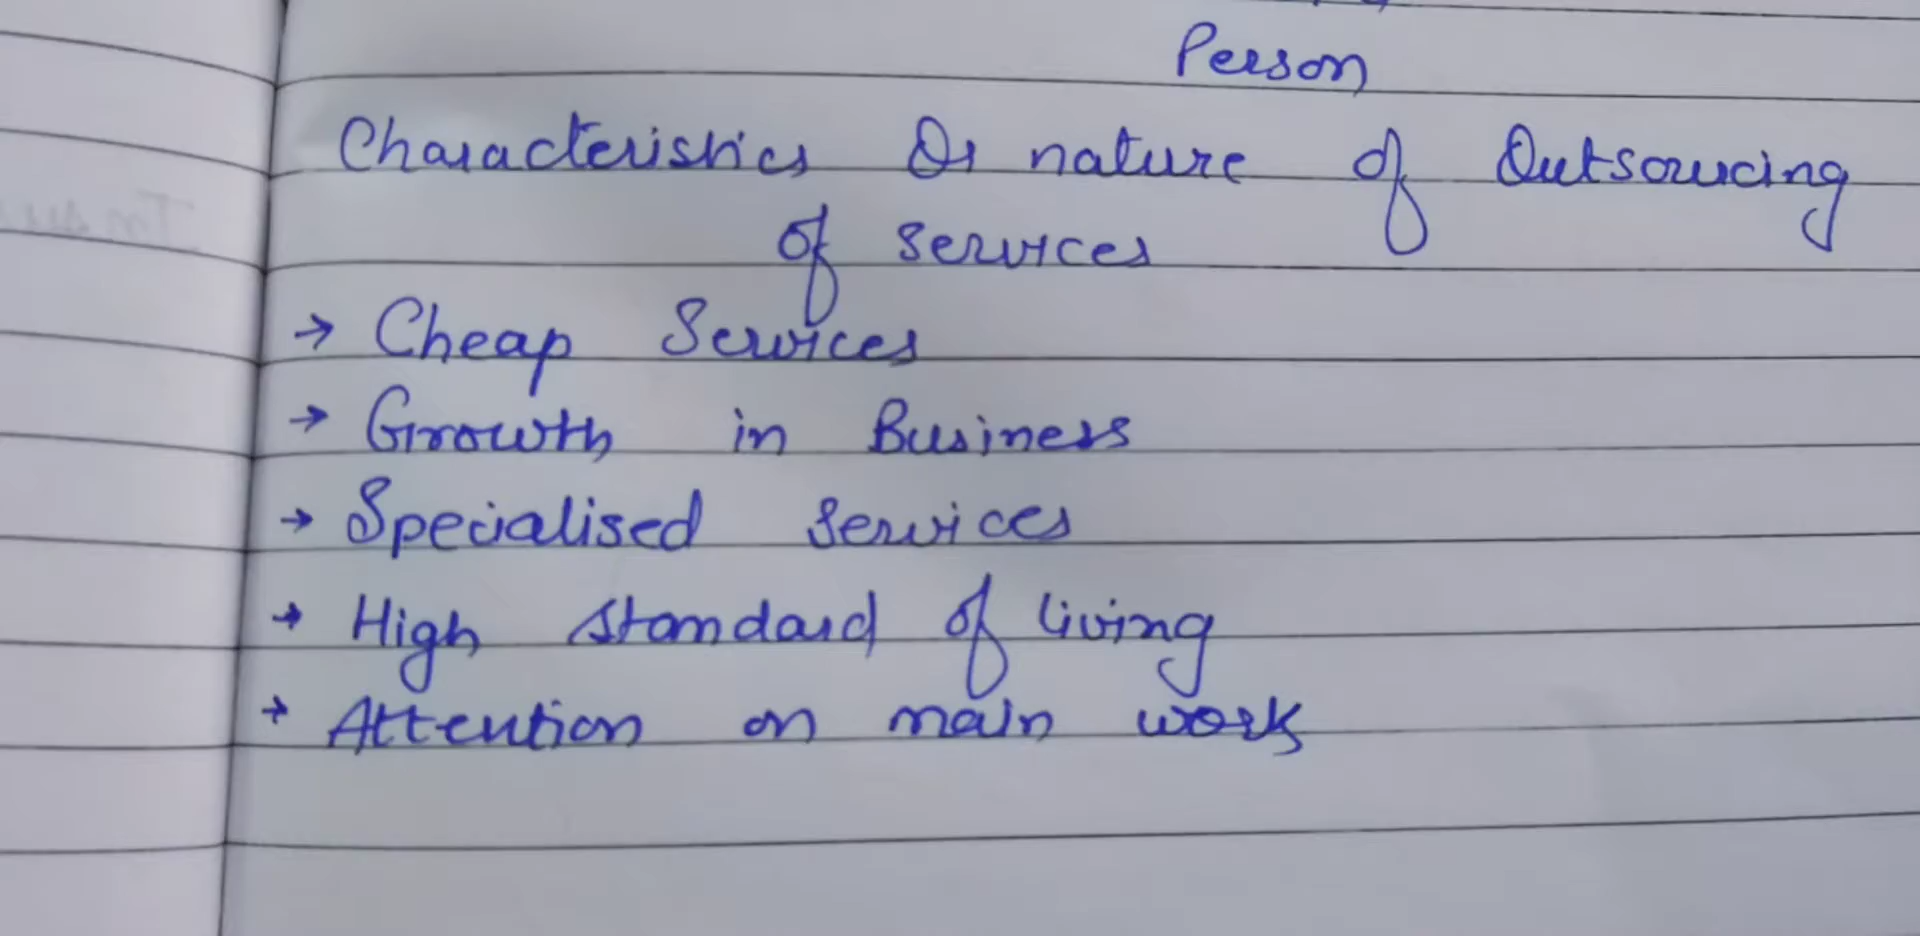 Person
Characteristics Or nature of Outsourcing
of services
→ Cheap Services
→ Growth in Business
→ Specialised services
→ High standard of living
→ Attention on main work